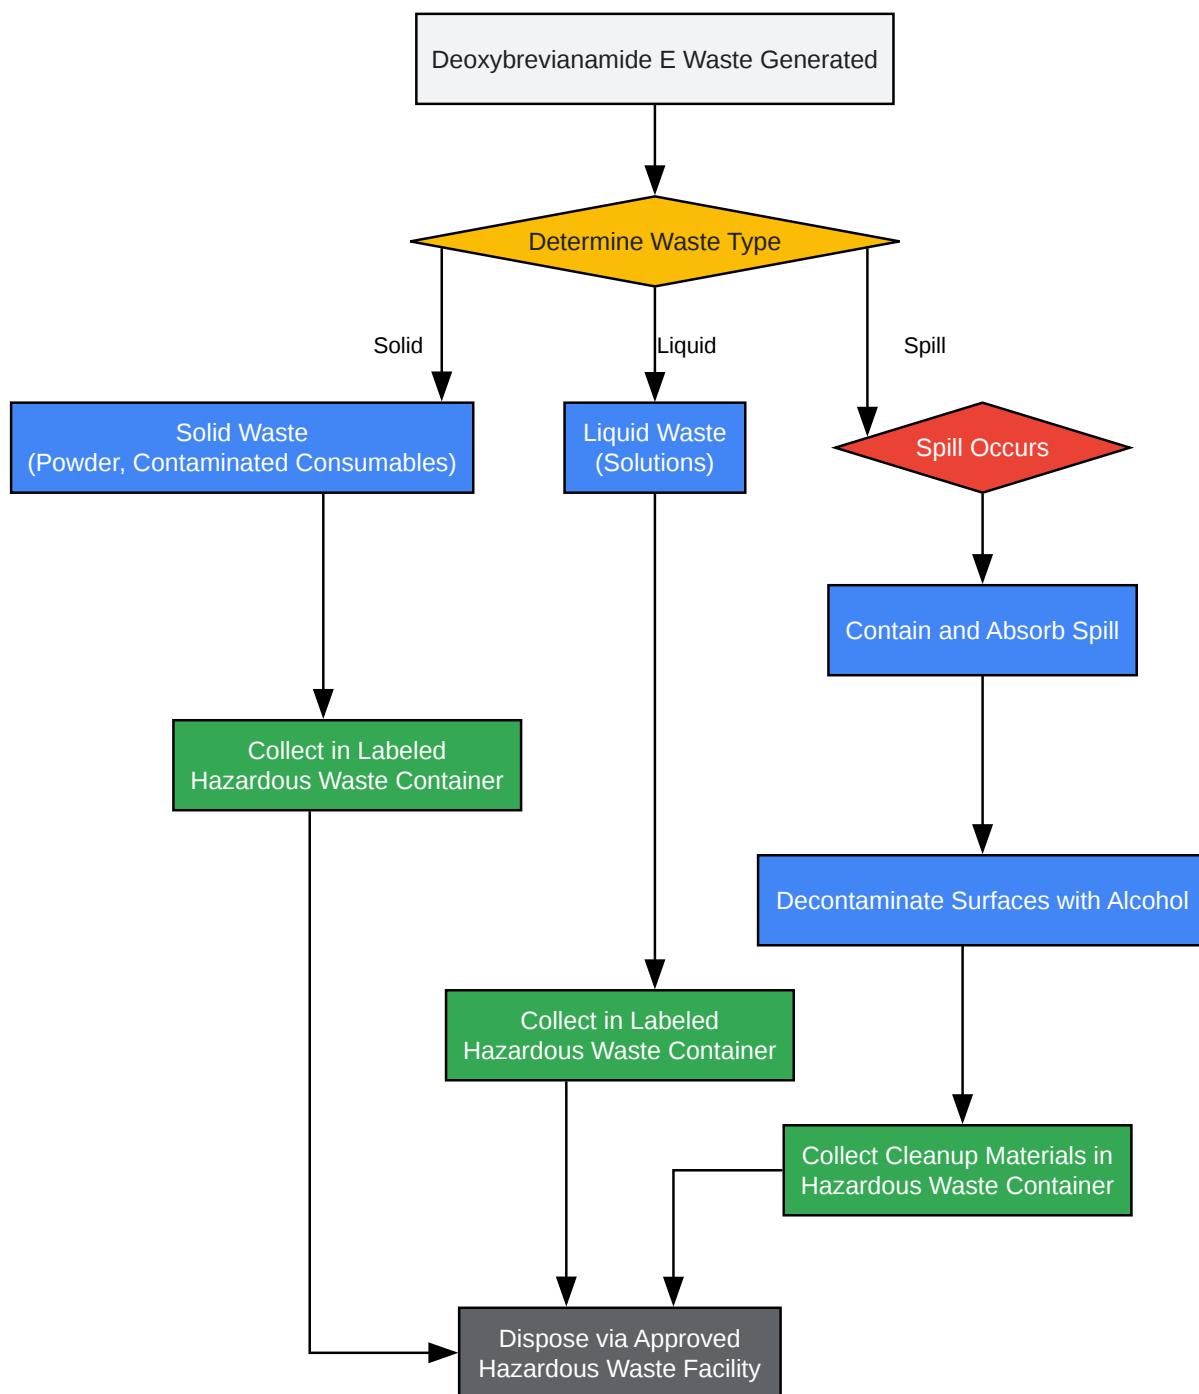 Deoxybrevianamide E Waste Generated
Determine Waste Type
Solid
Liquid
Spill
Solid Waste
(Powder, Contaminated Consumables)
Liquid Waste
(Solutions)
Spill Occurs
Contain and Absorb Spill
Collect in Labeled
Hazardous Waste Container
Decontaminate Surfaces with Alcohol
Collect in Labeled
Hazardous Waste Container
Collect Cleanup Materials in
Hazardous Waste Container
Dispose via Approved
Hazardous Waste Facility